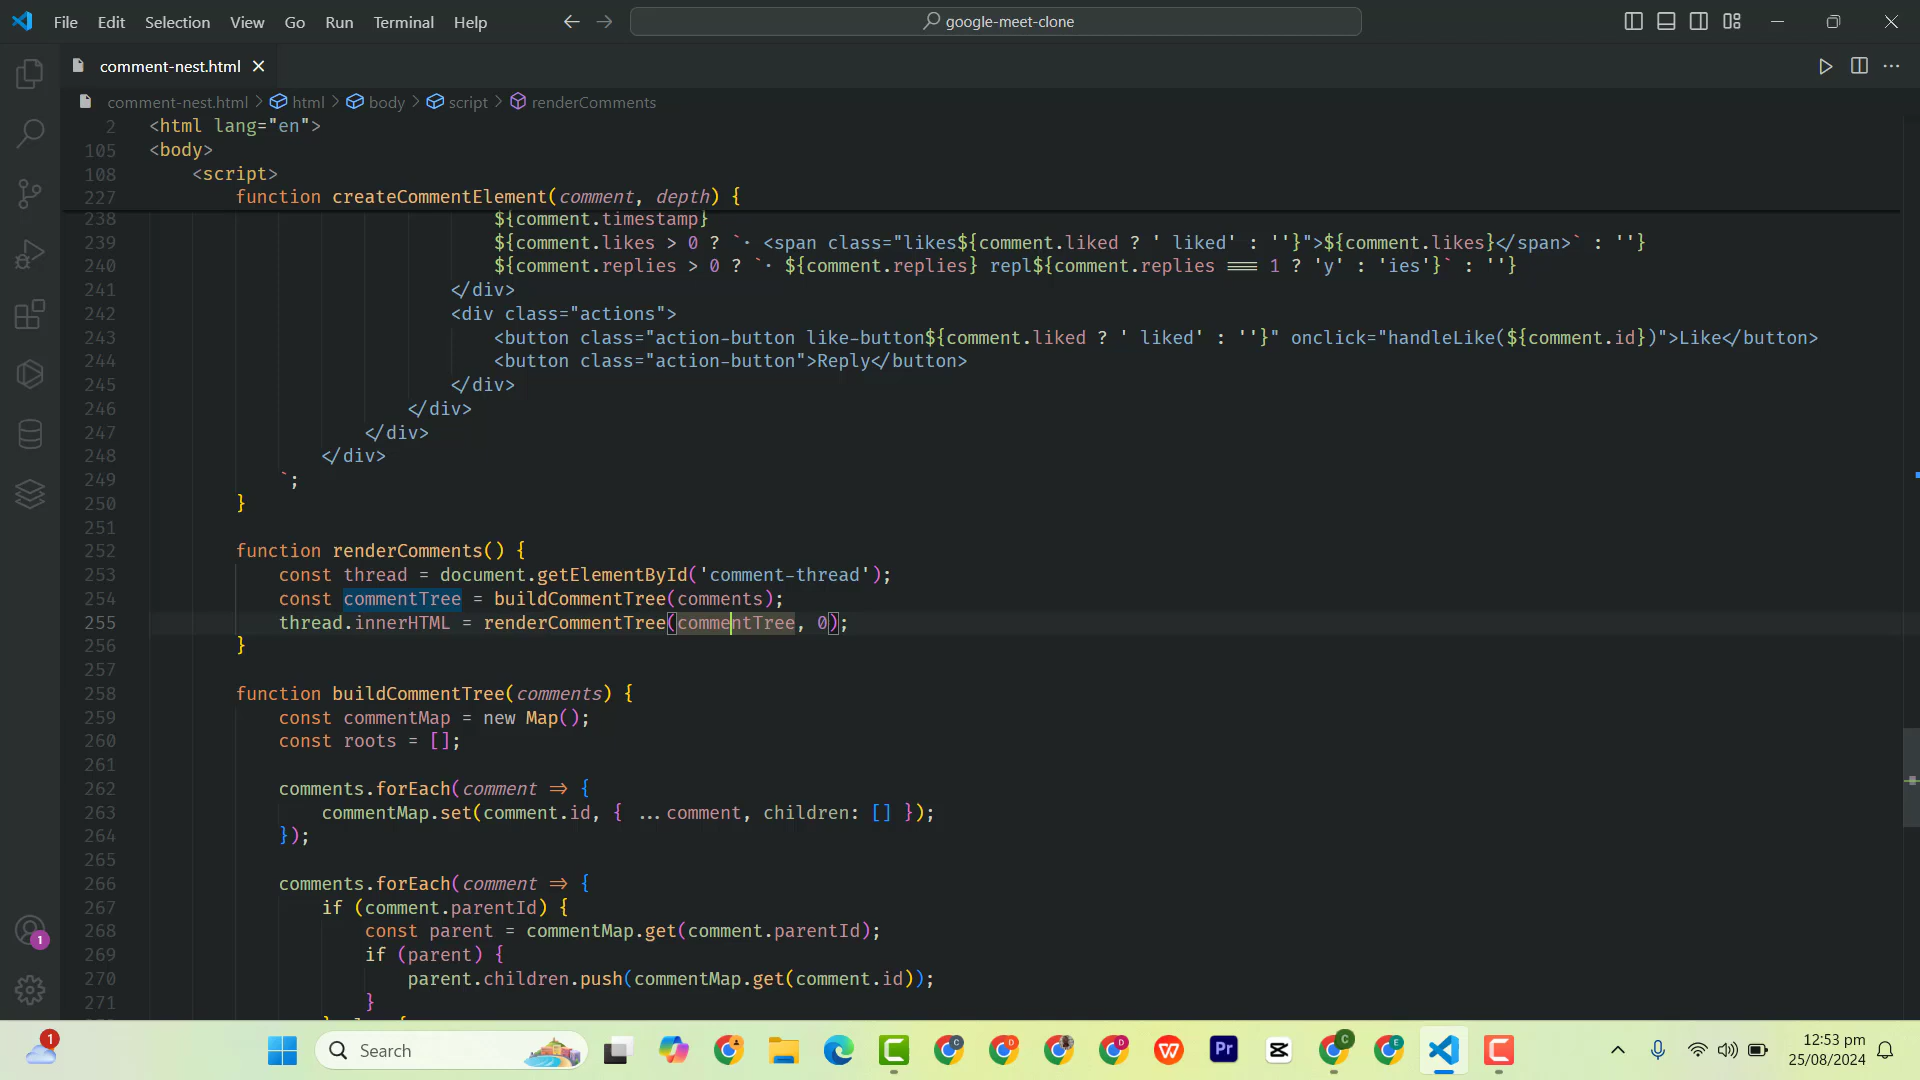 File Edit Selection View Go Run Terminal Help
google-meet-clone
comment-nest.html
comment-nest.html > html > body > script > renderComments
2 <html lang="en">
105 <body>
108 <script>
227 function createCommentElement(comment, depth) {
238 ${comment.timestamp}
239 ${comment.likes > 0 ? `· <span class="likes${comment.liked ? ' liked' : ''}">${comment.likes}</span>` : ''}
240 ${comment.replies > 0 ? `· ${comment.replies} repl${comment.replies === 1 ? 'y' : 'ies'}` : ''}
241 </div>
242 <div class="actions">
243 <button class="action-button like-button${comment.liked ? ' liked' : ''}" onclick="handleLike(${comment.id})">Like</button>
244 <button class="action-button">Reply</button>
245 </div>
246 </div>
247 </div>
248 </div>
249 `;
250 }
251
252 function renderComments() {
253 const thread = document.getElementById('comment-thread');
254 const commentTree = buildCommentTree(comments);
255 thread.innerHTML = renderCommentTree(commentTree, 0);
256 }
257
258 function buildCommentTree(comments) {
259 const commentMap = new Map();
260 const roots = [];
261
262 comments.forEach(comment => {
263 commentMap.set(comment.id, { ...comment, children: [] });
264 });
265
266 comments.forEach(comment => {
267 if (comment.parentId) {
268 const parent = commentMap.get(comment.parentId);
269 if (parent) {
270 parent.children.push(commentMap.get(comment.id));
271 }
1
1
Search
C
D
D
W
Pr
C
E
12:53 pm
25/08/2024